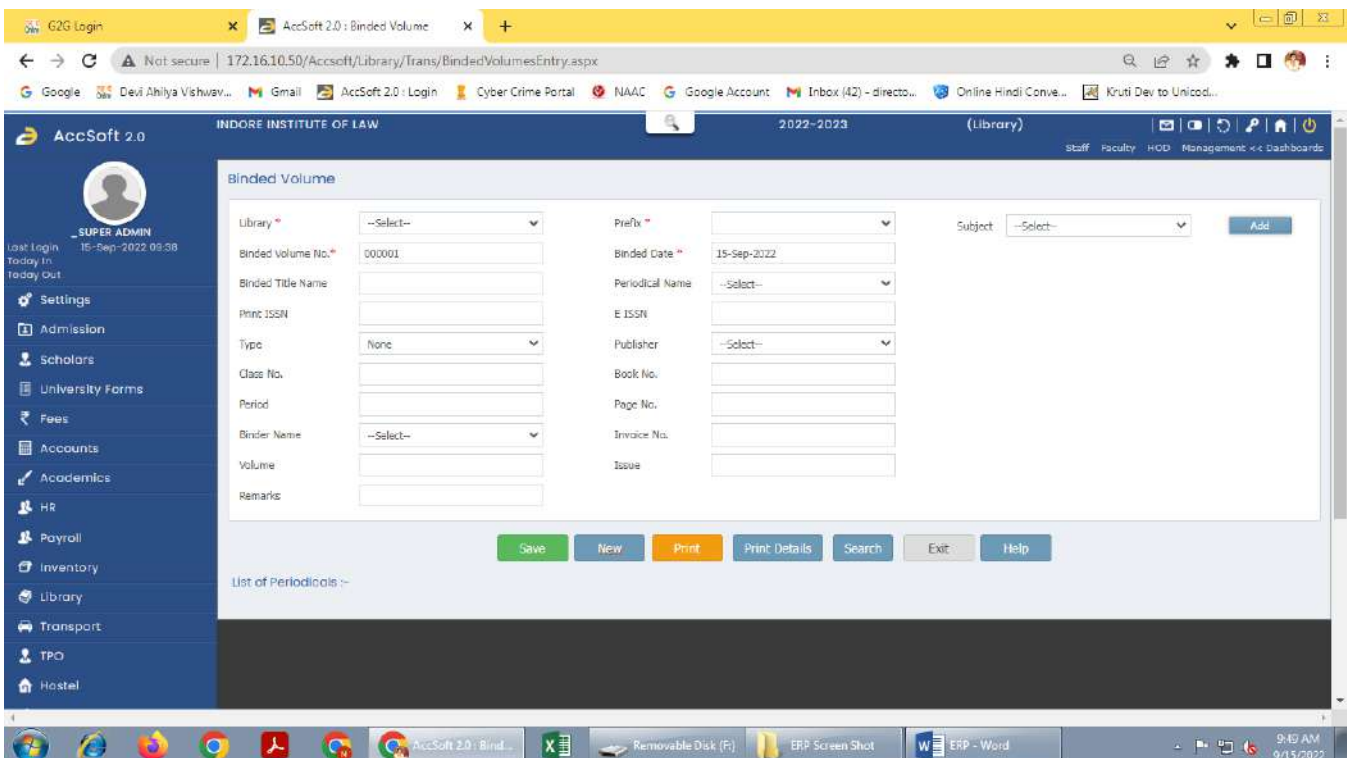 G2G Login
AccSoft 2.0 : Binded Volume
Not secure | 172.16.10.50/Accsoft/Library/Trans/BindedVolumesEntry.aspx
Google Devi Ahilya Vishwav... Gmail AccSoft 2.0 : Login Cyber Crime Portal NAAC Google Account Inbox (42) - directo... Online Hindi Conve... Kruti Dev to Unicod...
AccSoft 2.0
INDORE INSTITUTE OF LAW 2022-2023 (Library)
Staff Faculty HOD Management << Dashboards
_SUPER ADMIN
Last Login 15-Sep-2022 09:38
Today In
Today Out
Settings
Admission
Scholars
University Forms
Fees
Accounts
Academics
HR
Payroll
Inventory
Library
Transport
TPO
Hostel
Binded Volume
Library * --Select-- Prefix * Subject --Select-- Add
Binded Volume No.* 000001 Binded Date * 15-Sep-2022
Binded Title Name Periodical Name --Select--
Print ISSN E ISSN
Type None Publisher --Select--
Class No. Book No.
Period Page No.
Binder Name --Select-- Invoice No.
Volume Issue
Remarks
Save New Print Print Details Search Exit Help
List of Periodicals :-
AccSoft 2.0 : Bind... Removable Disk (F:) ERP Screen Shot ERP - Word
9:49 AM
9/15/2022